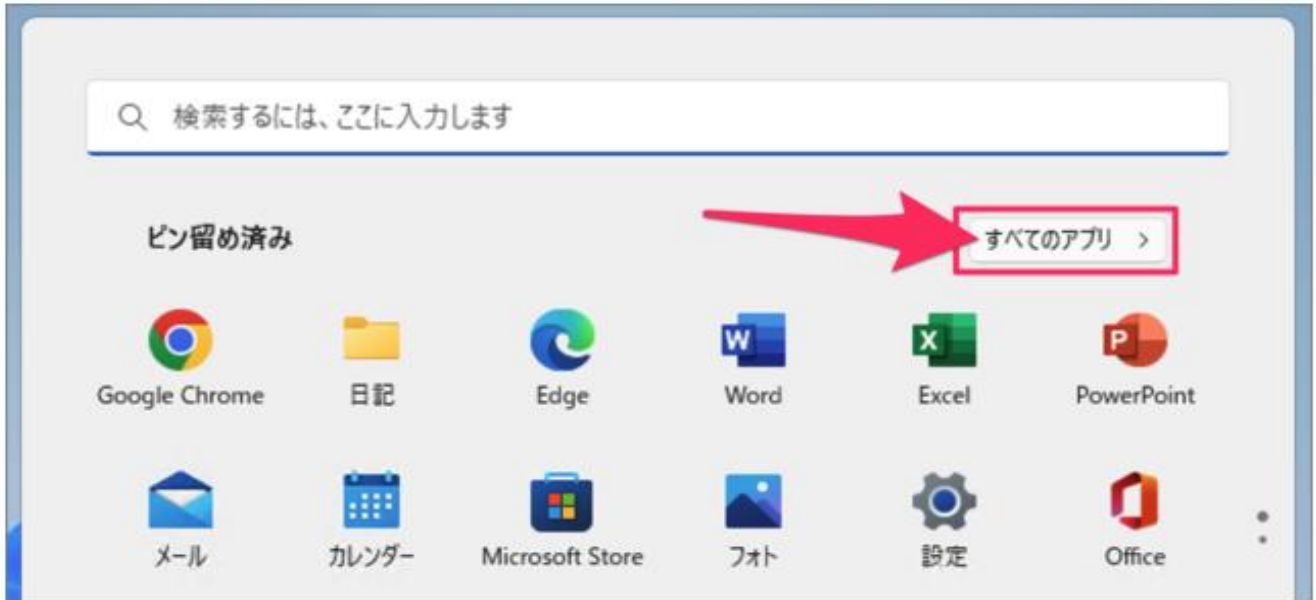 検索するには、ここに入力します
ピン留め済み
すべてのアプリ >
Google Chrome
日記
Edge
Word
Excel
PowerPoint
メール
カレンダー
Microsoft Store
フォト
設定
Office